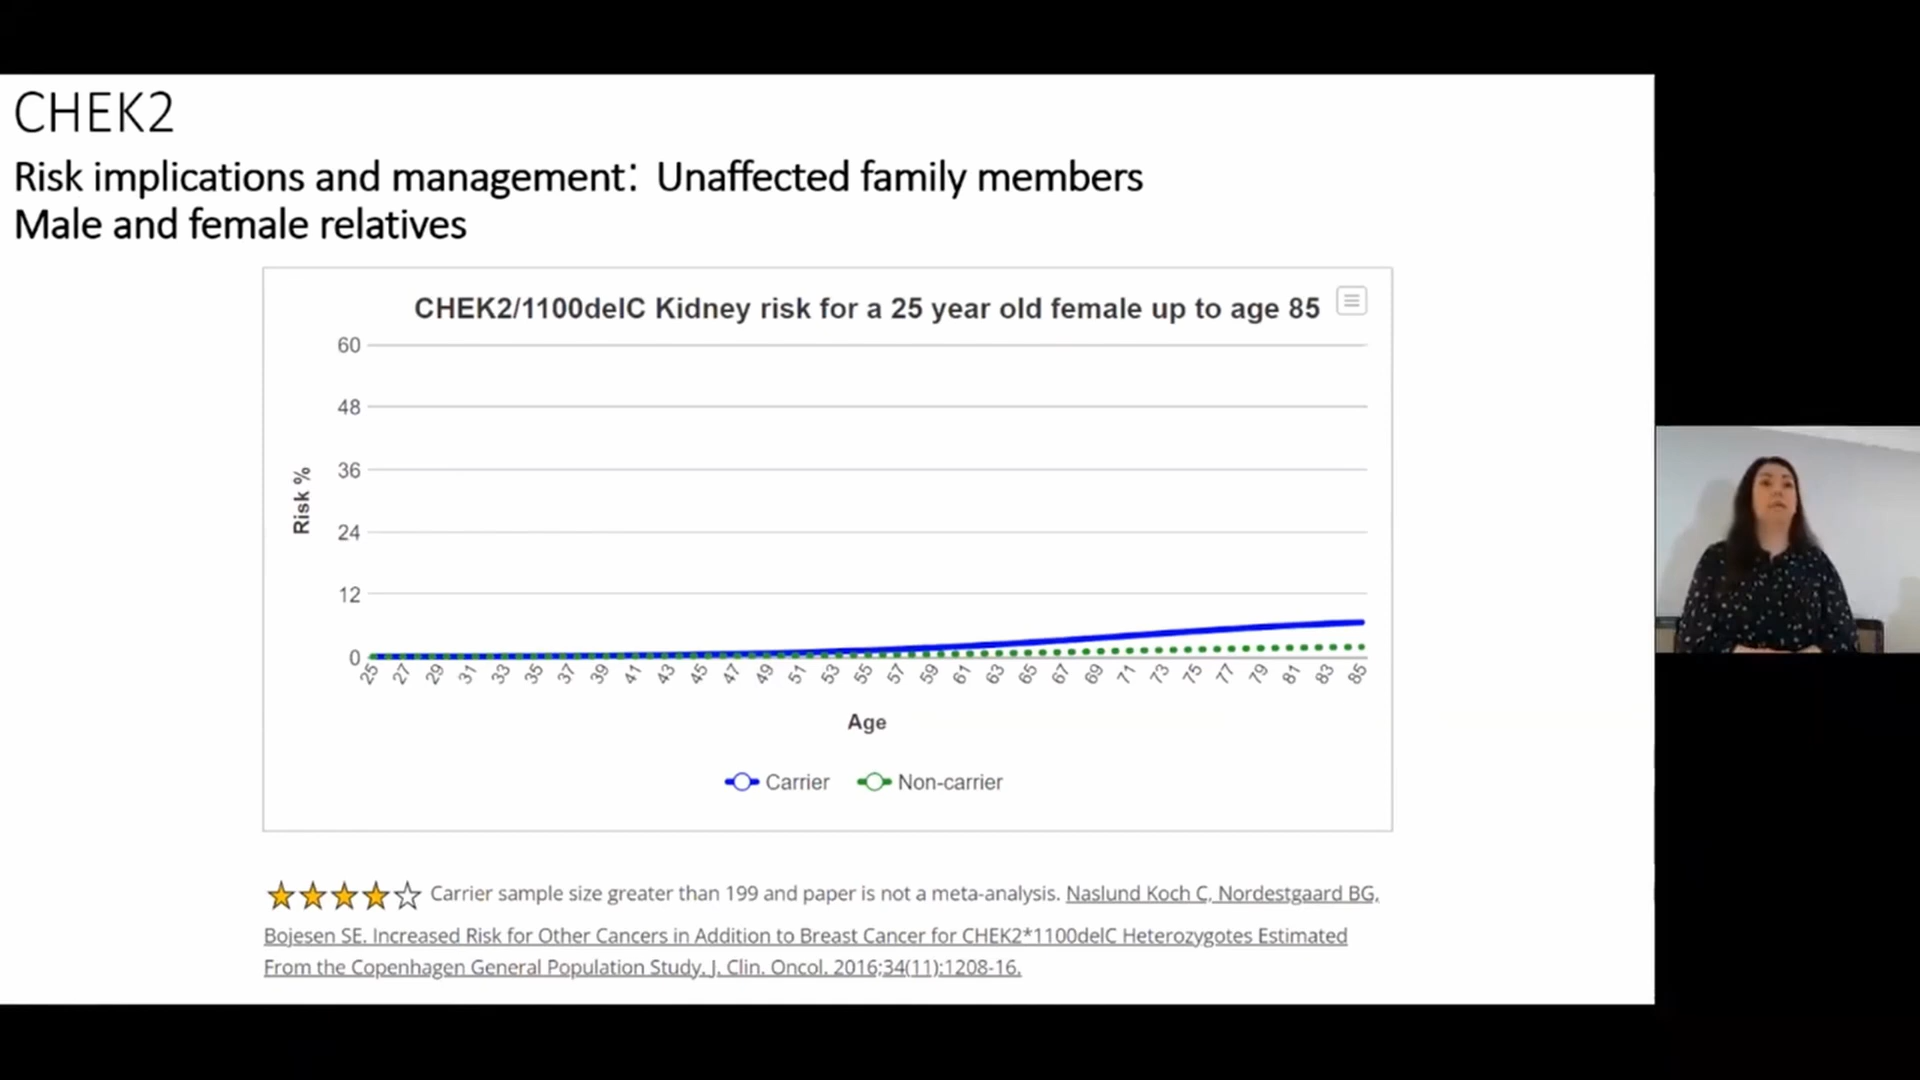 CHEK2
Risk implications and management: Unaffected family members
Male and female relatives
CHEK2/1100delC Kidney risk for a 25 year old female up to age 85
60
48
36
24
12
0
Risk %
25 27 29 31 33 35 37 39 41 43 45 47 49 51 53 55 57 59 61 63 65 67 69 71 73 75 77 79 81 83 85
Age
Carrier Non-carrier
Carrier sample size greater than 199 and paper is not a meta-analysis. Naslund Koch C, Nordestgaard BG,
Bojesen SE. Increased Risk for Other Cancers in Addition to Breast Cancer for CHEK2*1100delC Heterozygotes Estimated
From the Copenhagen General Population Study. J. Clin. Oncol. 2016;34(11):1208-16.